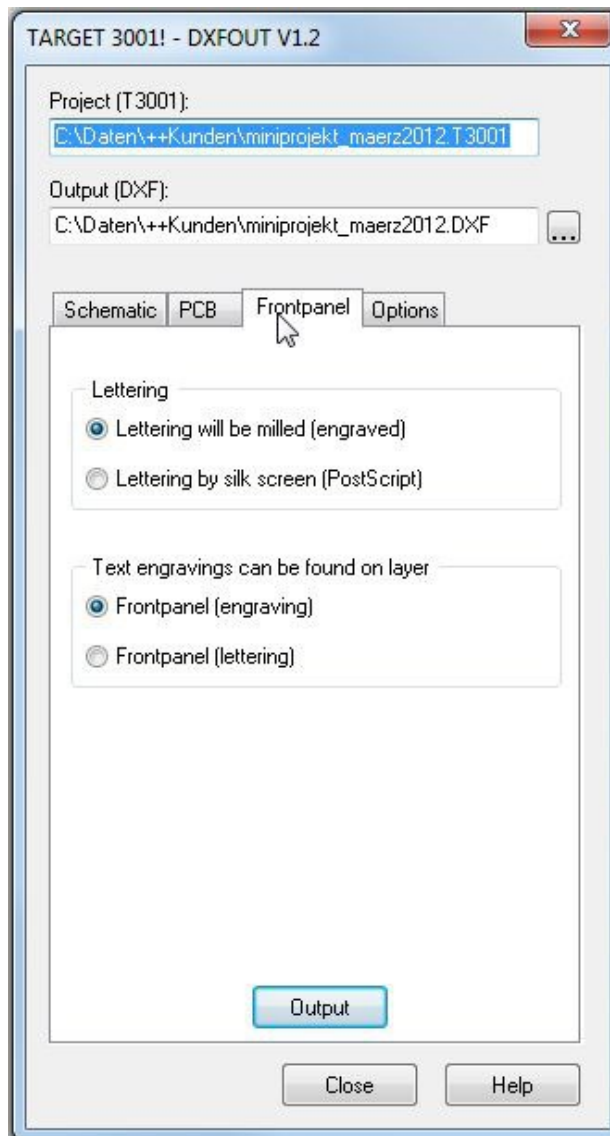 TARGET 3001! - DXFOUT V1.2
Project (T3001):
C:\Daten\++Kunden\miniprojekt_maerz2012.T3001
Output (DXF):
C:\Daten\++Kunden\miniprojekt_maerz2012.DXF
...
Schematic PCB Frontpanel Options
Lettering
Lettering will be milled (engraved)
Lettering by silk screen (PostScript)
Text engravings can be found on layer
Frontpanel (engraving)
Frontpanel (lettering)
Output
Close Help